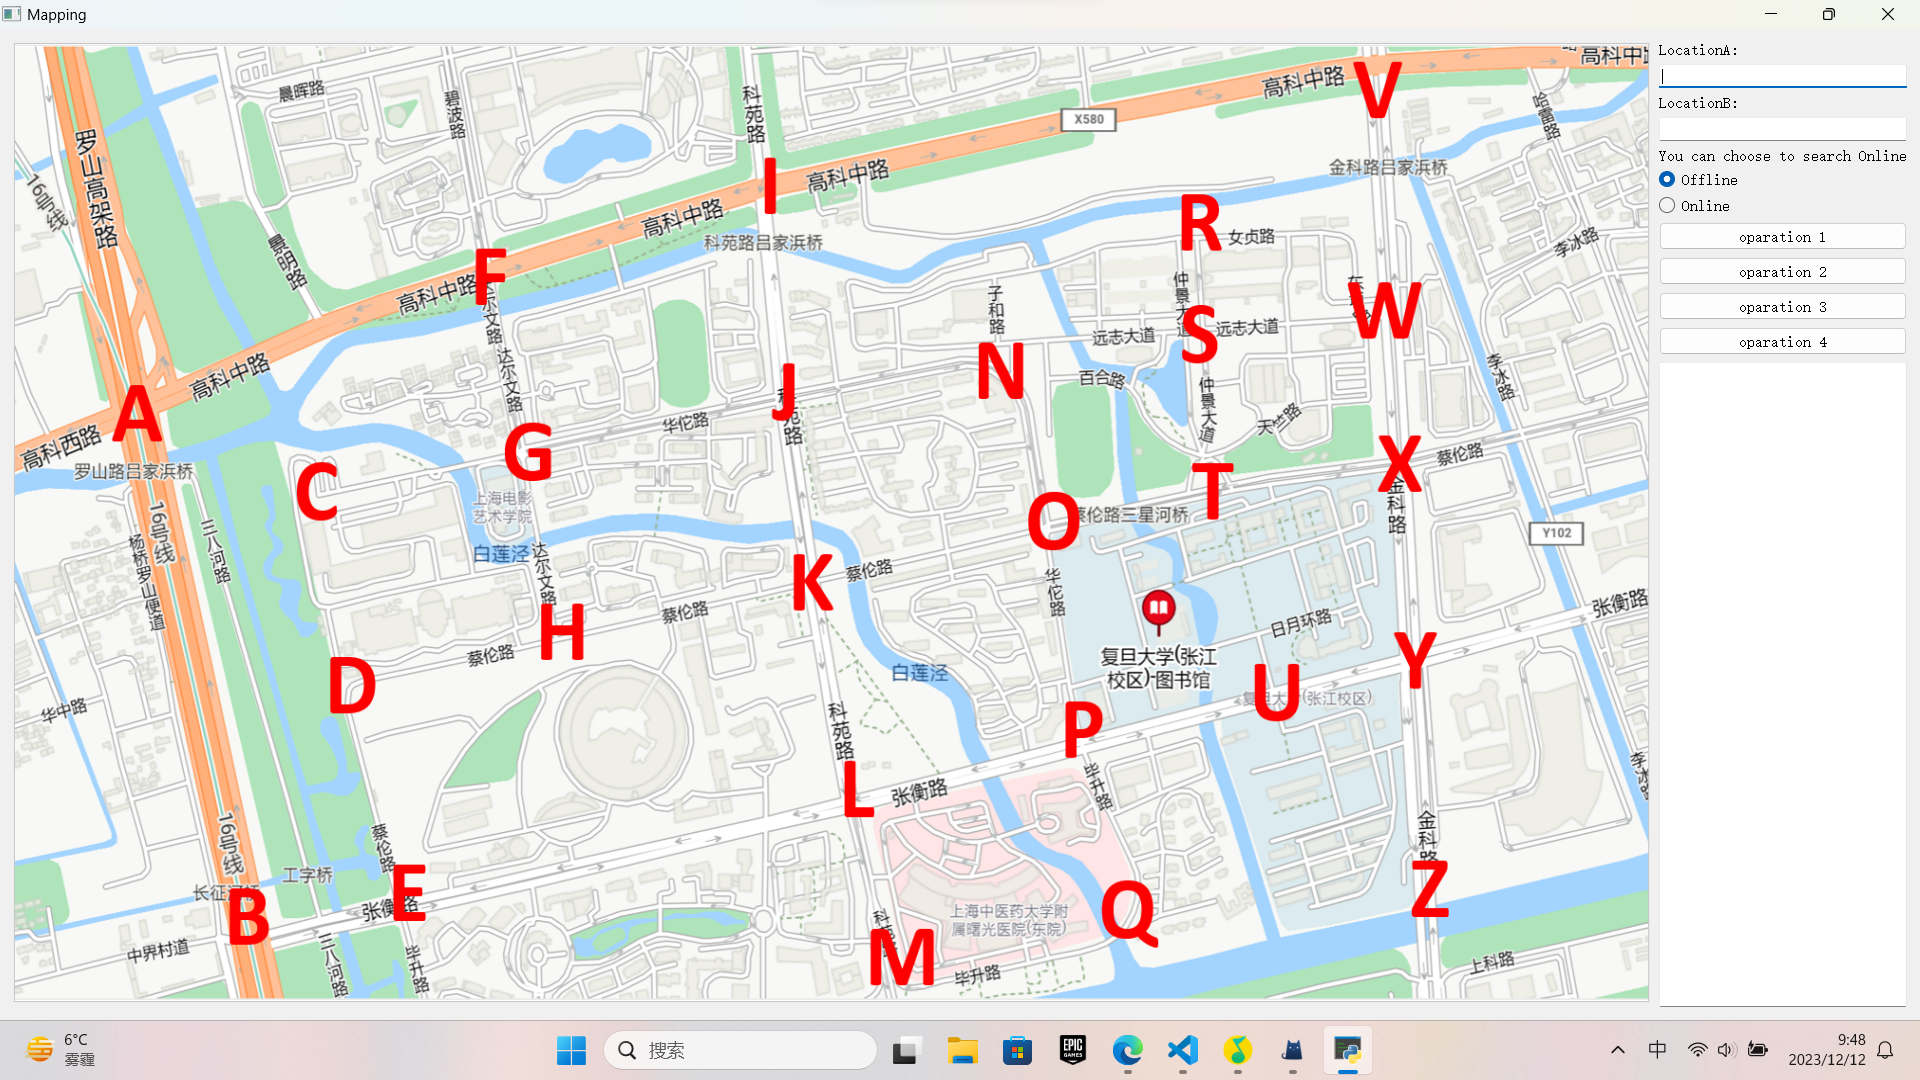 Mapping
LocationA:
LocationB:
You can choose to search Online
Offline
Online
oparation 1
oparation 2
oparation 3
oparation 4
高科中路
高科中路
V
晨晖路
碧波路
科苑路
X580
哈雷路
罗山高架路
I
高科中路
金科路吕家浜桥
16号线
高科中路
R
女贞路
李冰路
景明路
科苑路吕家浜桥
F
高科中路
达尔文路
子和路
仲景大道
W
远志大道
S
远志大道
高科中路
达尔文路
J
N
百合路
仲景大道
李冰路
A
高科西路
G
华佗路
科苑路
天竺路
罗山路吕家浜桥
C
上海电影
艺术学院
X
蔡伦路
T
金科路
O
蔡伦路三星河桥
Y102
16号线
杨桥罗山便道
三八河路
白莲泾
达尔文路
K
蔡伦路
华佗路
H
蔡伦路
蔡伦路
日月环路
张衡路
复旦大学(张江
校区)-图书馆
D
白莲泾
Y
U
复旦大学(张江校区)
华中路
科苑路
P
L
张衡路
毕升路
李冰路
16号线
蔡伦路
金科路
工字桥
长征河桥
B
E
张衡路
Z
上海中医药大学附
属曙光医院(东院)
Q
中界村道
三八河路
毕升路
科苑路
M
毕升路
上科路
6°C
雾霾
搜索
EPIC
GAMES
中
9:48
2023/12/12